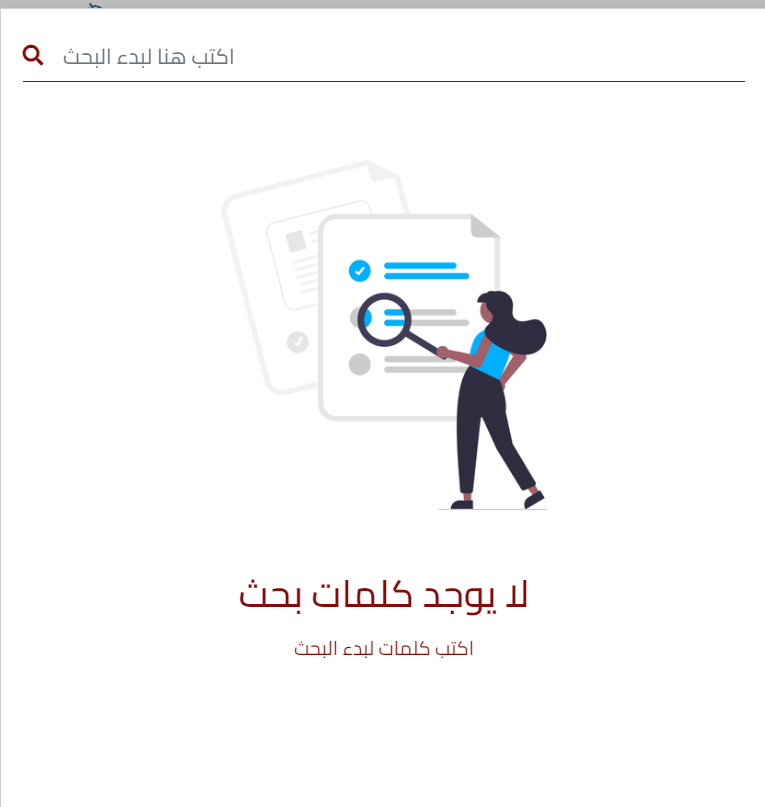 اكتب هنا لبدء البحث
لا يوجد كلمات بحث
اكتب كلمات لبدء البحث